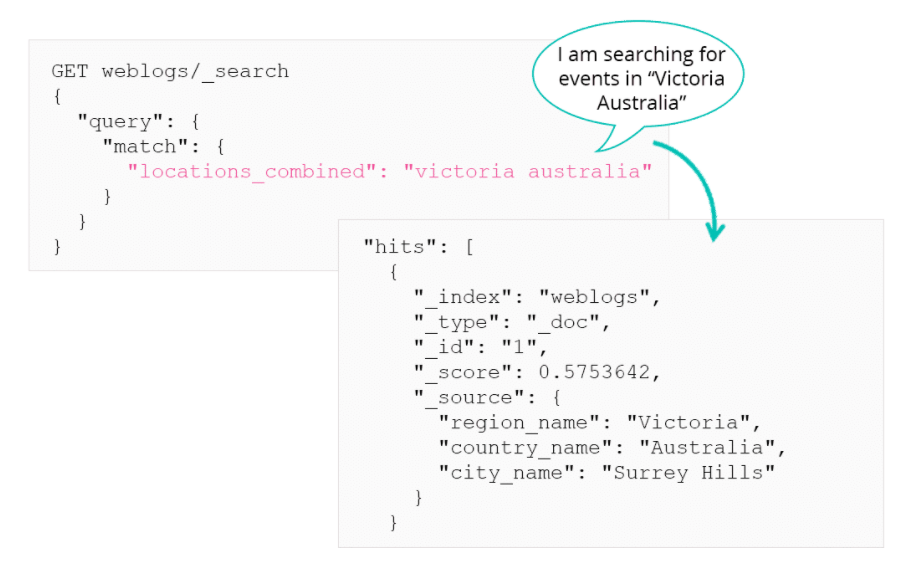 GET weblogs/_search
{
  "query": {
    "match": {
      "locations_combined": "victoria australia"
    }
  }
}
I am searching for
events in “Victoria
Australia”
"hits": [
  {
    "_index": "weblogs",
    "_type": "_doc",
    "_id": "1",
    "_score": 0.5753642,
    "_source": {
      "region_name": "Victoria",
      "country_name": "Australia",
      "city_name": "Surrey Hills"
    }
  }